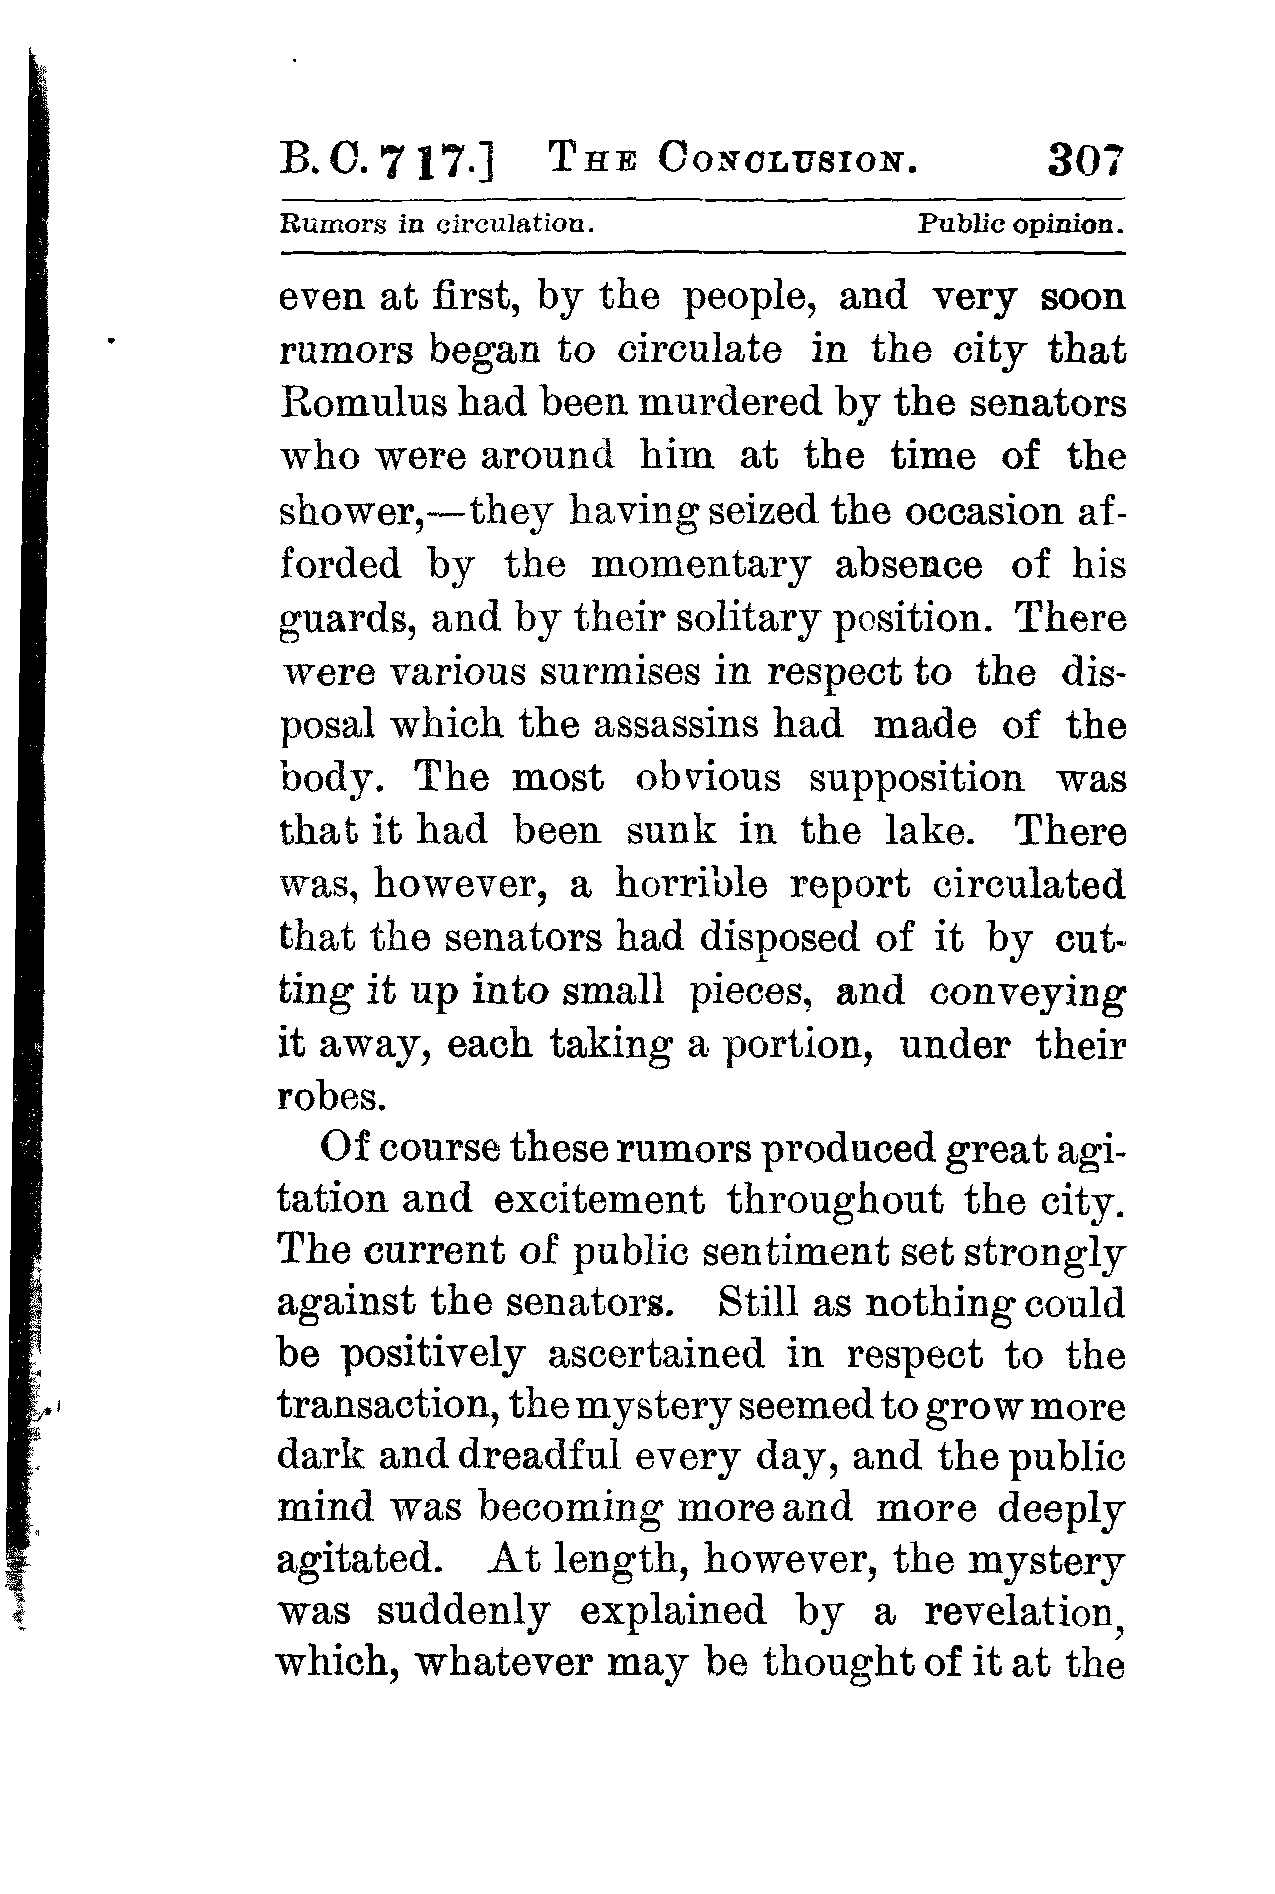 B. C. 717.] THE CONCLUSION. 307
Rumors in circulation. Public opinion.
even at first, by the people, and very soon
rumors began to circulate in the city that
Romulus had been murdered by the senators
who were around him at the time of the
shower,—they having seized the occasion af-
forded by the momentary absence of his
guards, and by their solitary position. There
were various surmises in respect to the dis-
posal which the assassins had made of the
body. The most obvious supposition was
that it had been sunk in the lake. There
was, however, a horrible report circulated
that the senators had disposed of it by cut-
ting it up into small pieces, and conveying
it away, each taking a portion, under their
robes.
Of course these rumors produced great agi-
tation and excitement throughout the city.
The current of public sentiment set strongly
against the senators. Still as nothing could
be positively ascertained in respect to the
transaction, the mystery seemed to grow more
dark and dreadful every day, and the public
mind was becoming more and more deeply
agitated. At length, however, the mystery
was suddenly explained by a revelation,
which, whatever may be thought of it at the